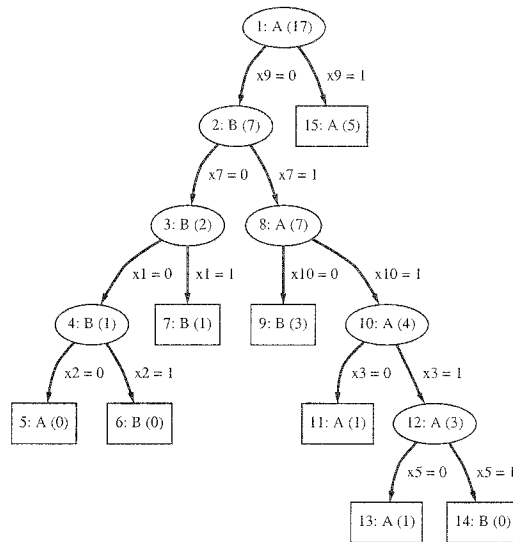 1: A (17)
x9 = 0
x9 = 1
2: B (7)
15: A (5)
x7 = 0
x7 = 1
3: B (2)
8: A (7)
x1 = 0
x1 = 1
x10 = 0
x10 = 1
4: B (1)
7: B (1)
9: B (3)
10: A (4)
x2 = 0
x2 = 1
x3 = 0
x3 = 1
5: A (0)
6: B (0)
11: A (1)
12: A (3)
x5 = 0
x5 = 1
13: A (1)
14: B (0)